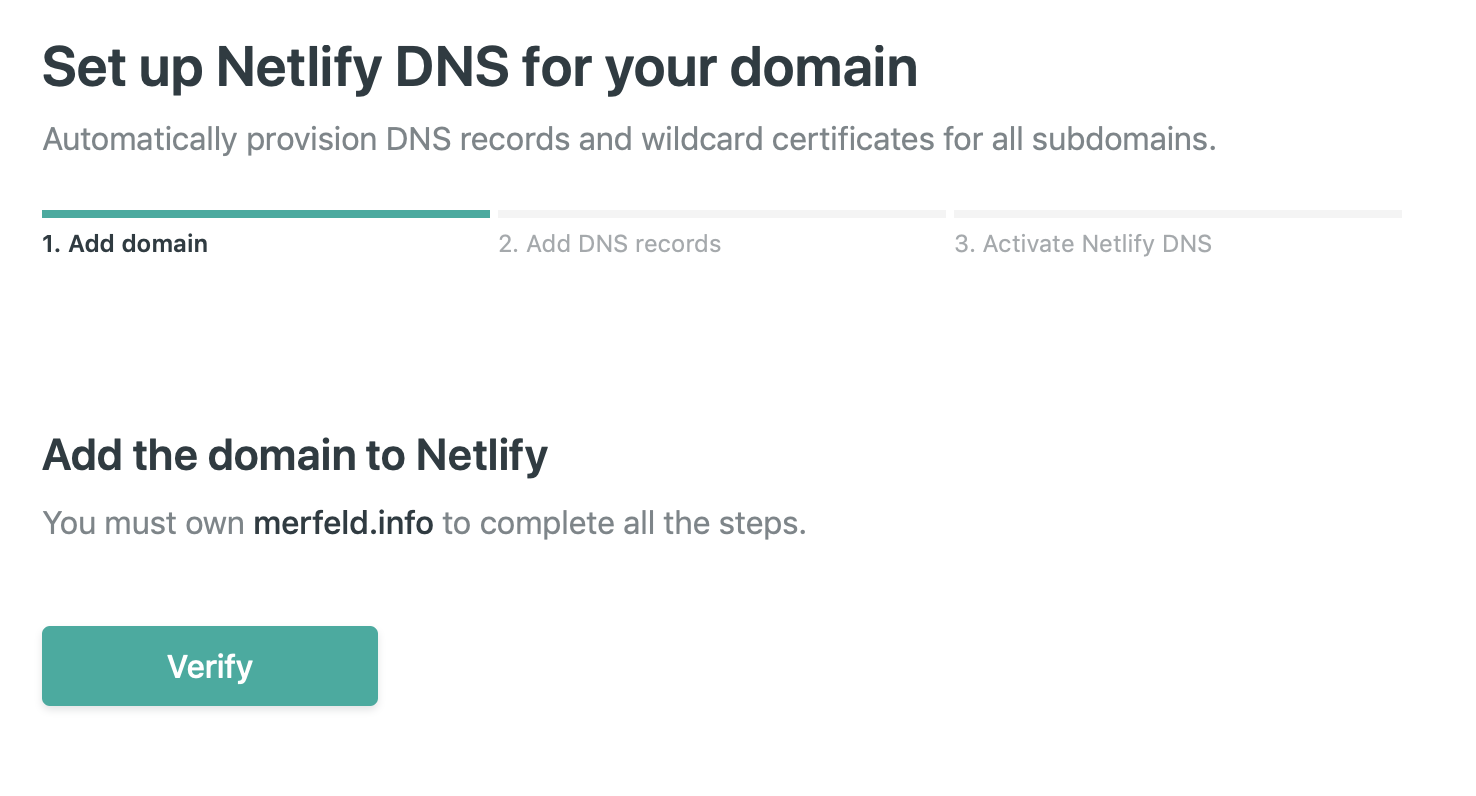 Set up Netlify DNS for your domain
Automatically provision DNS records and wildcard certificates for all subdomains.
1. Add domain
2. Add DNS records
3. Activate Netlify DNS
Add the domain to Netlify
You must own merfeld.info to complete all the steps.
Verify